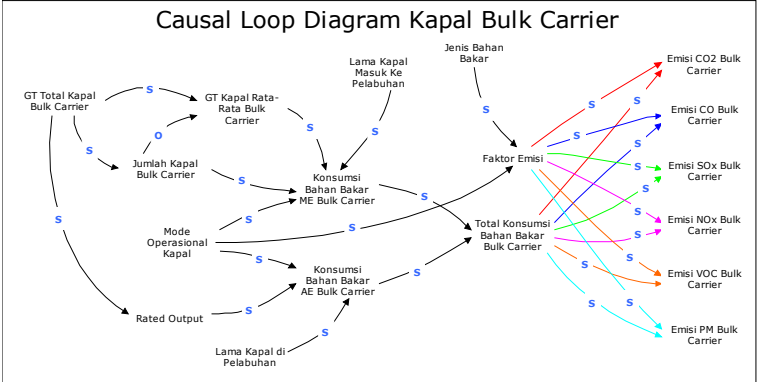 Causal Loop Diagram Kapal Bulk Carrier
Jenis Bahan
Bakar
Lama Kapal
Masuk Ke
Pelabuhan
Emisi CO2 Bulk
Carrier
GT Total Kapal
Bulk Carrier
S
GT Kapal Rata-
Rata Bulk
Carrier
S
S
S
S
Emisi CO Bulk
Carrier
S
O
S
S
S
S
Faktor Emisi
Jumlah Kapal
Bulk Carrier
S
Konsumsi
Bahan Bakar
ME Bulk Carrier
S
S
S
Emisi SOx Bulk
Carrier
S
S
S
Mode
Operasional
Kapal
Total Konsumsi
Bahan Bakar
Bulk Carrier
S
S
Emisi NOx Bulk
Carrier
S
S
Konsumsi
Bahan Bakar
AE Bulk Carrier
S
S
S
Emisi VOC Bulk
Carrier
Rated Output
S
S
S
Lama Kapal di
Pelabuhan
S
Emisi PM Bulk
Carrier